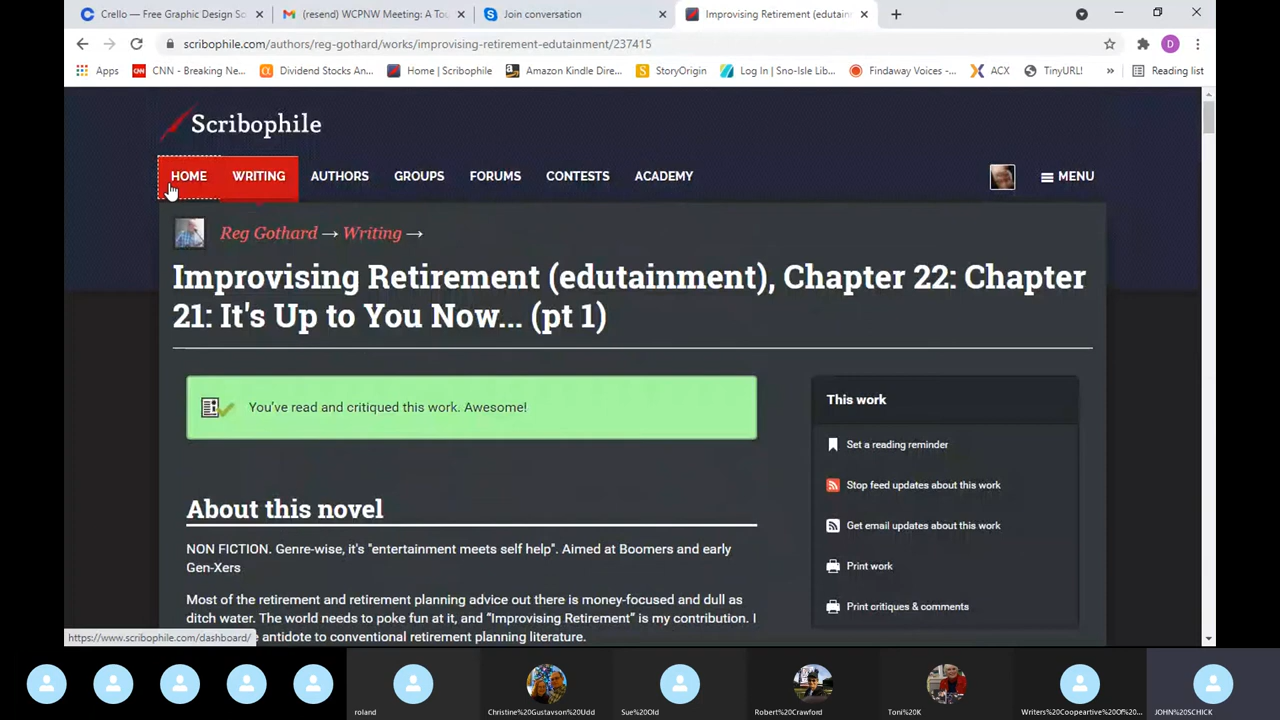 Crello — Free Graphic Design So
(resend) WCPNW Meeting: A Tou
Join conversation
Improvising Retirement (edutain
scribophile.com/authors/reg-gothard/works/improvising-retirement-edutainment/237415
D
Apps
CNN - Breaking Ne...
Dividend Stocks An...
Home | Scribophile
Amazon Kindle Dire...
StoryOrigin
Log In | Sno-Isle Lib...
Findaway Voices -...
ACX
TinyURL!
»
Reading list
Scribophile
HOME WRITING AUTHORS GROUPS FORUMS CONTESTS ACADEMY
MENU
Reg Gothard → Writing →
Improvising Retirement (edutainment), Chapter 22: Chapter
21: It's Up to You Now... (pt 1)
You've read and critiqued this work. Awesome!
About this novel
NON FICTION. Genre-wise, it's "entertainment meets self help". Aimed at Boomers and early
Gen-Xers
Most of the retirement and retirement planning advice out there is money-focused and dull as
ditch water. The world needs to poke fun at it, and “Improvising Retirement” is my contribution. I
antidote to conventional retirement planning literature.
This work
Set a reading reminder
Stop feed updates about this work
Get email updates about this work
Print work
Print critiques & comments
https://www.scribophile.com/dashboard/
roland
Christine%20Gustavson%20Udd
Sue%20Old
Robert%20Crawford
Toni%20K
Writers%20Coopeartive%20Of%2...
JOHN%20SCHICK